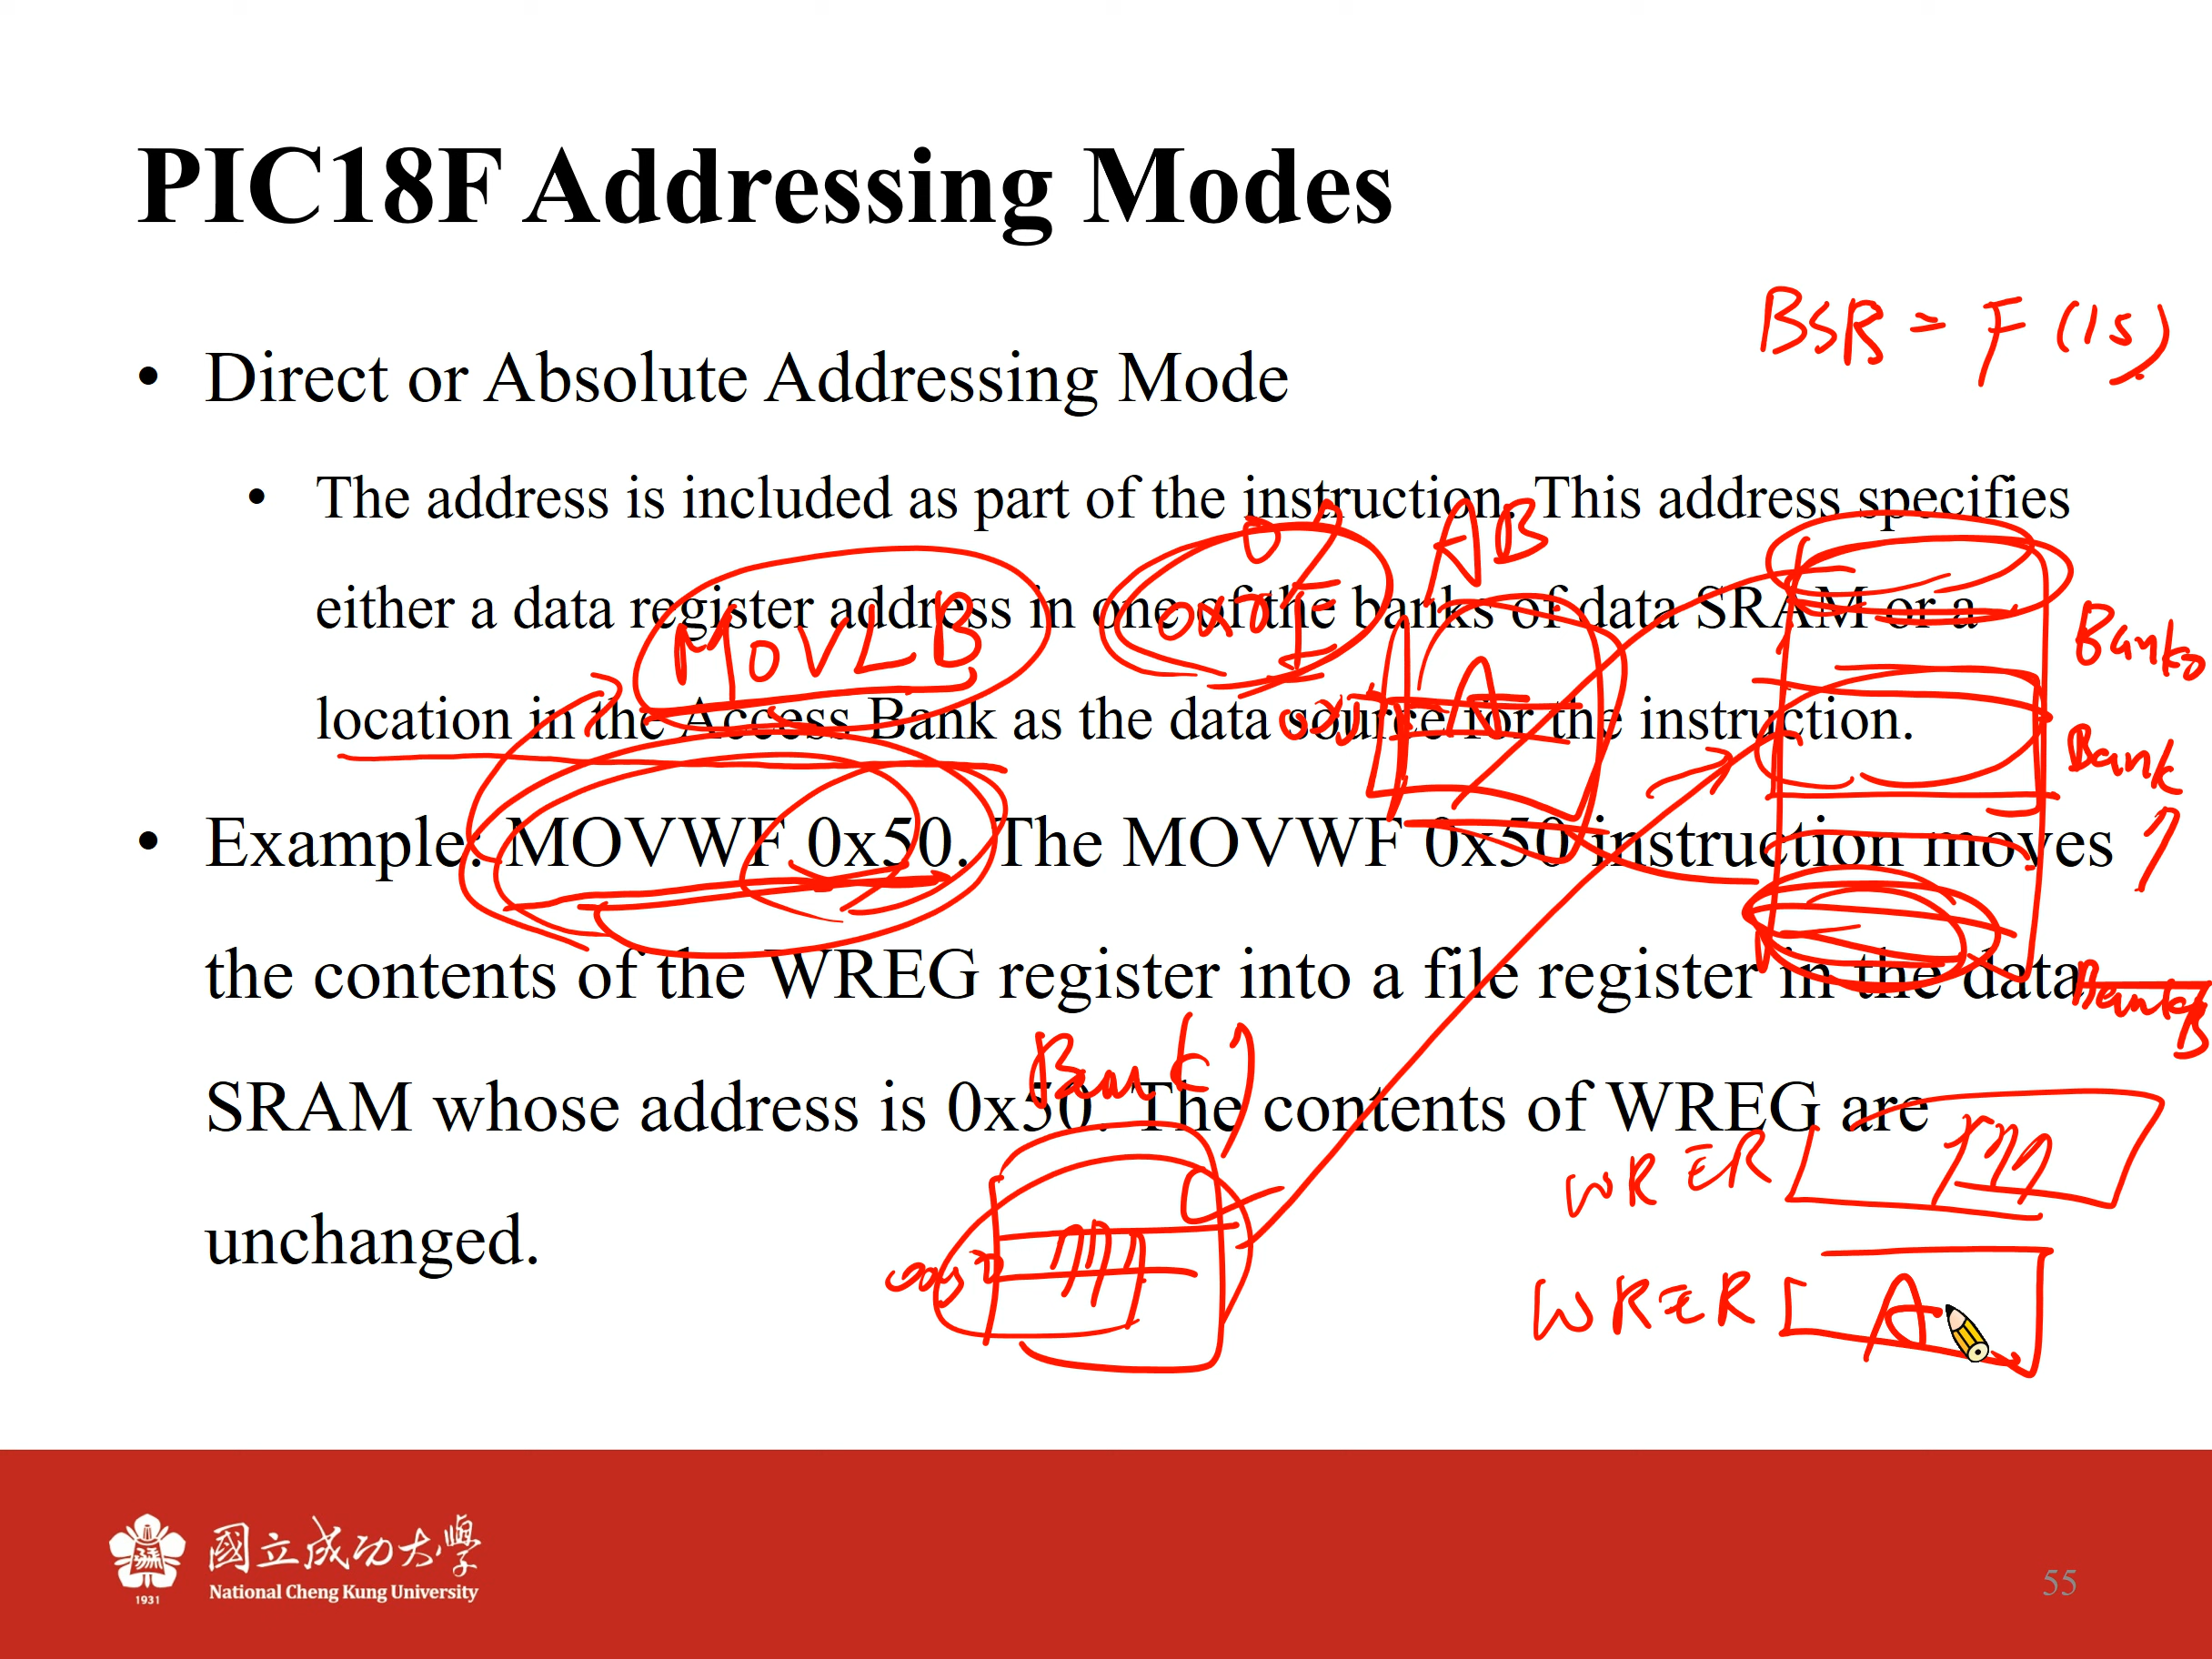 PIC18F Addressing Modes
BSR = F (15)
• Direct or Absolute Addressing Mode
• The address is included as part of the instruction. This address specifies
AB
either a data register address in one of the banks of data SRAM or a
MOVLB
Bank0
location in the Access Bank as the data source for the instruction.
A
Bank
• Example: MOVWF 0x50. The MOVWF 0x50 instruction moves
the contents of the WREG register into a file register in the data
Bank
SRAM whose address is 0x50. The contents of WREG are
unchanged.
A
國立成功大學
National Cheng Kung University
1931
55